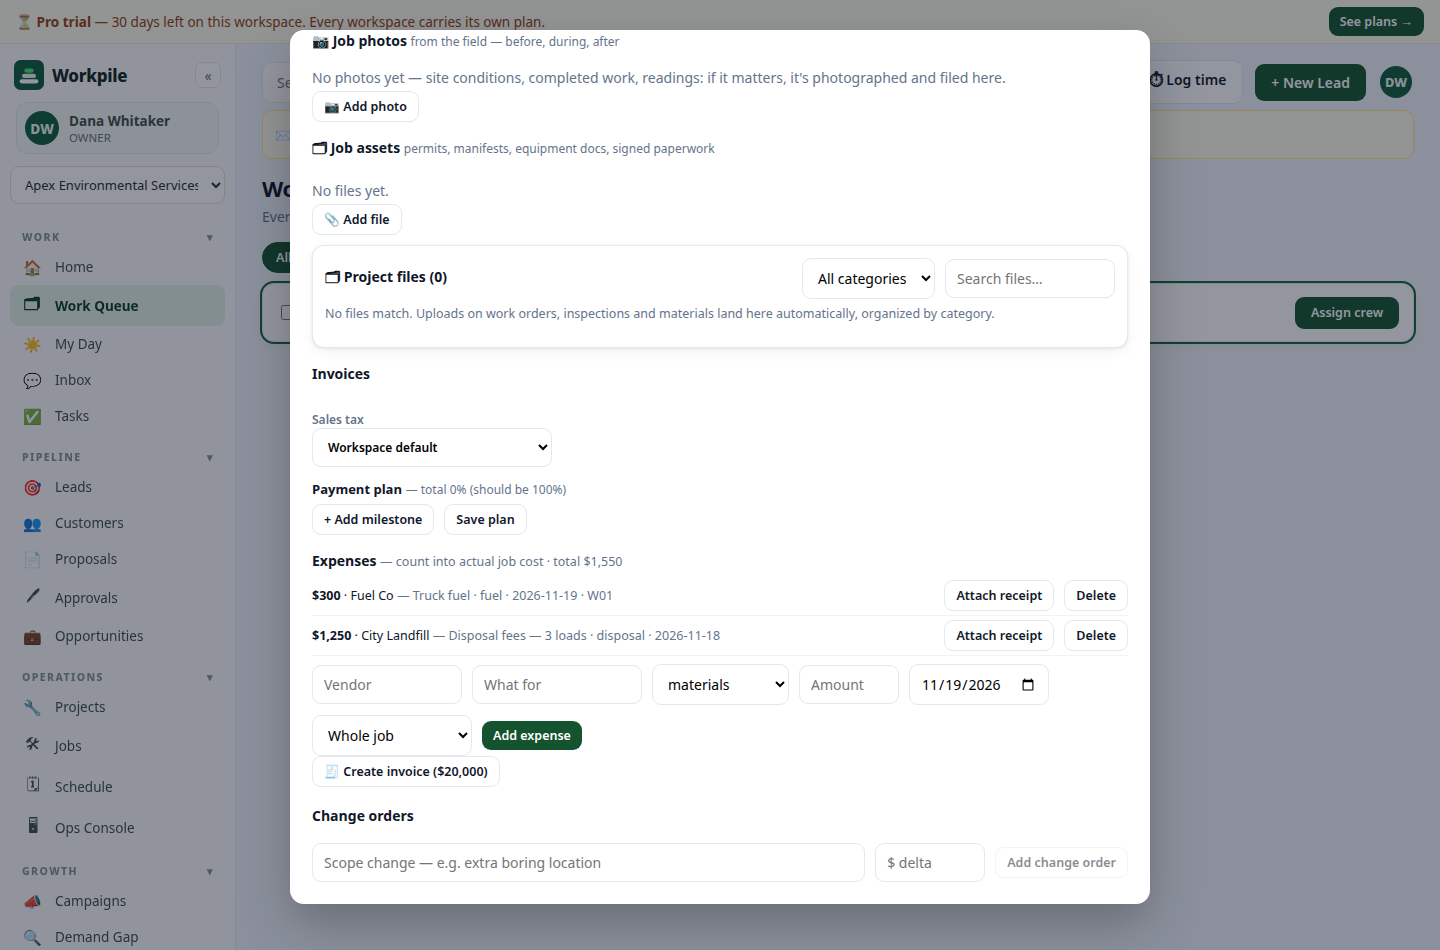 ⏳ Pro trial — 30 days left on this workspace. Every workspace carries its own plan.
See plans →
Workpile
«
DW
Dana Whitaker
OWNER
Apex Environmental Services
WORK ▾
Home
Work Queue
My Day
Inbox
Tasks
PIPELINE ▾
Leads
Customers
Proposals
Approvals
Opportunities
OPERATIONS ▾
Projects
Jobs
Schedule
Ops Console
GROWTH ▾
Campaigns
Demand Gap
Se
Log time
+ New Lead
DW
Wo
Ever
All
Assign crew
Job photos from the field — before, during, after
No photos yet — site conditions, completed work, readings: if it matters, it's photographed and filed here.
Add photo
Job assets permits, manifests, equipment docs, signed paperwork
No files yet.
Add file
Project files (0)
All categories
Search files...
No files match. Uploads on work orders, inspections and materials land here automatically, organized by category.
Invoices
Sales tax
Workspace default
Payment plan — total 0% (should be 100%)
+ Add milestone
Save plan
Expenses — count into actual job cost · total $1,550
$300 · Fuel Co — Truck fuel · fuel · 2026-11-19 · W01
Attach receipt
Delete
$1,250 · City Landfill — Disposal fees — 3 loads · disposal · 2026-11-18
Attach receipt
Delete
Vendor
What for
materials
Amount
11/19/2026
Whole job
Add expense
Create invoice ($20,000)
Change orders
Scope change — e.g. extra boring location
$ delta
Add change order